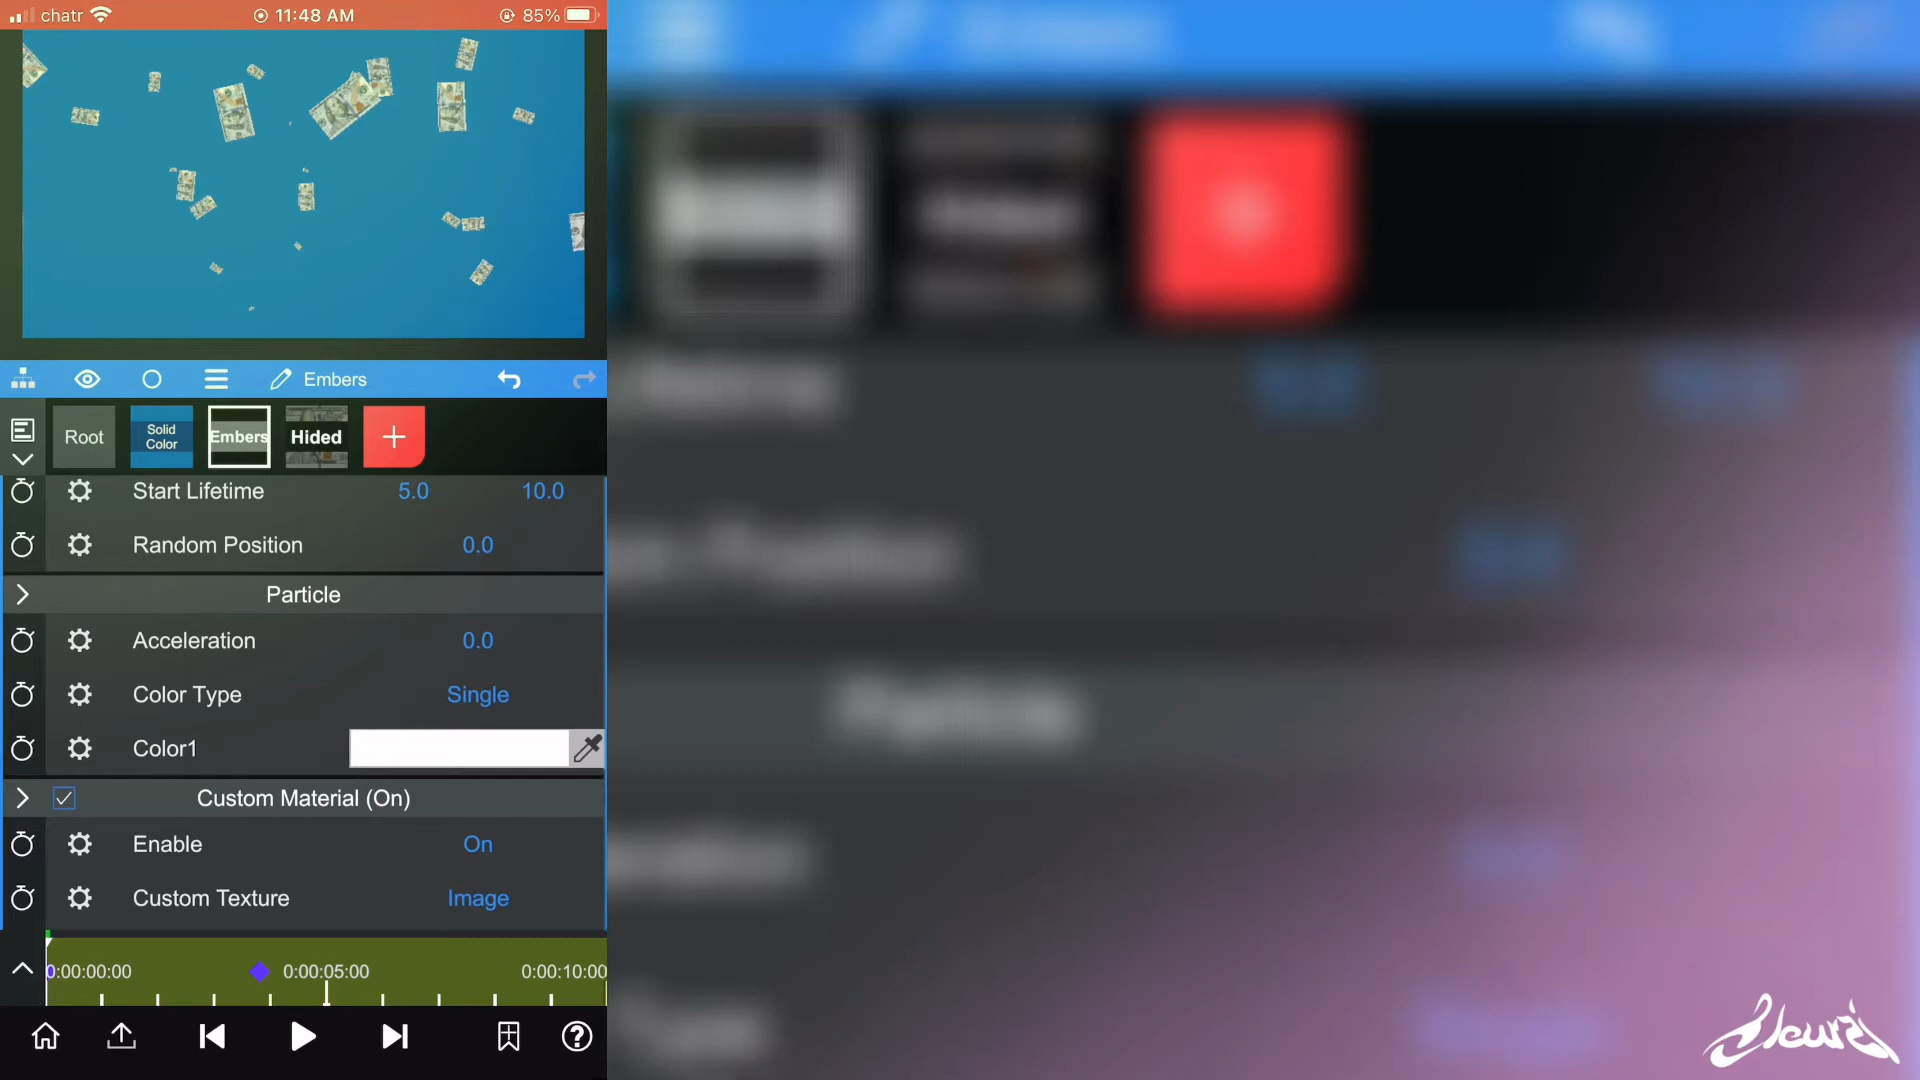 chatr
11:48 AM
85%
Embers
Root
Solid
Color
Embers
Hided
+
Start Lifetime 5.0 10.0
Random Position 0.0
Particle
Acceleration 0.0
Color Type Single
Color1
Custom Material (On)
Enable On
Custom Texture Image
0:00:00:00 0:00:05:00 0:00:10:00
Hided
Particle